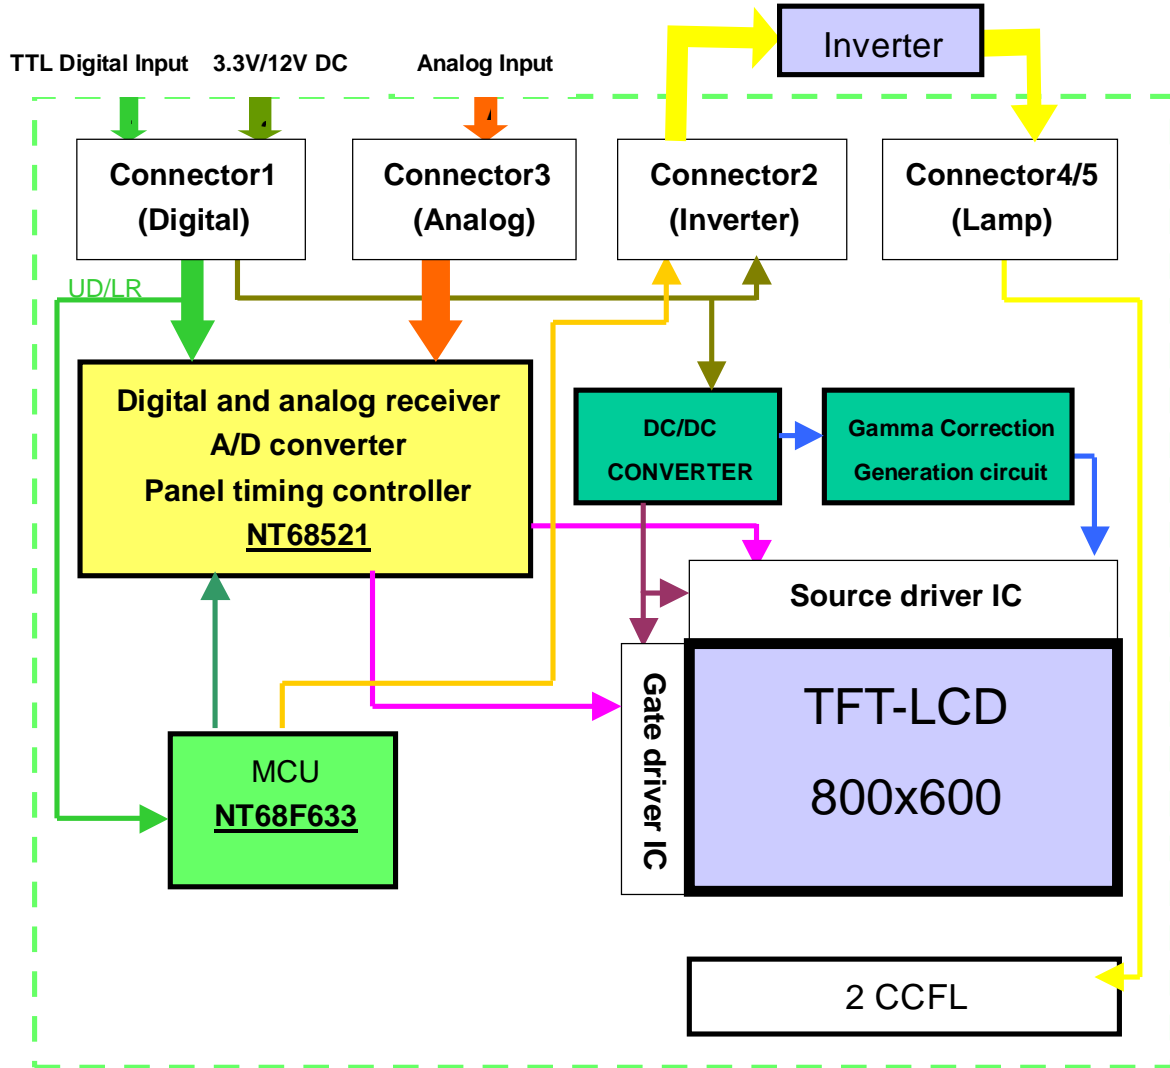 Inverter
TTL Digital Input
3.3V/12V DC
Analog Input
Connector1
(Digital)
Connector3
(Analog)
Connector2
(Inverter)
Connector4/5
(Lamp)
UD/LR
Digital and analog receiver
A/D converter
Panel timing controller
NT68521
DC/DC
CONVERTER
Gamma Correction
Generation circuit
Source driver IC
Gate driver IC
TFT-LCD
800x600
MCU
NT68F633
2 CCFL